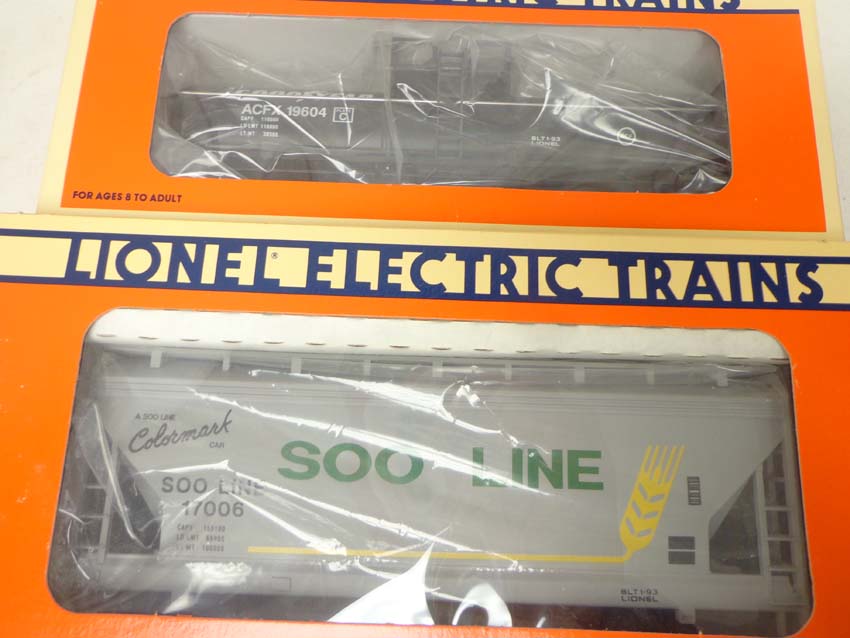 TRAINS
ACFX 19604
C
BLT 1-93
LIONEL
FOR AGES 8 TO ADULT
LIONEL® ELECTRIC TRAINS
A SOO LINE
Colormark
CAR
SOO LINE
SOO LINE
17006
BLT 1-93
LIONEL